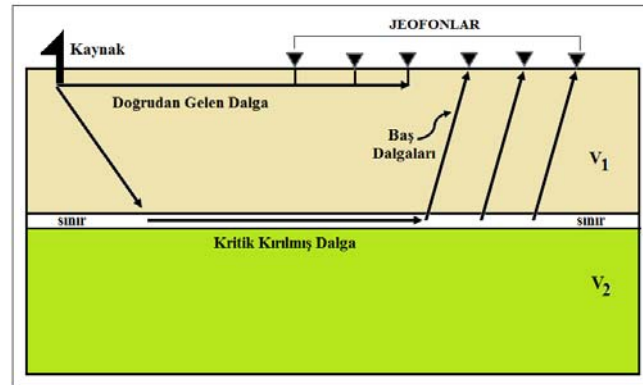 JEOFONLAR
Kaynak
Doğrudan Gelen Dalga
Baş
Dalgaları
V1
sınır
sınır
Kritik Kırılmış Dalga
V2